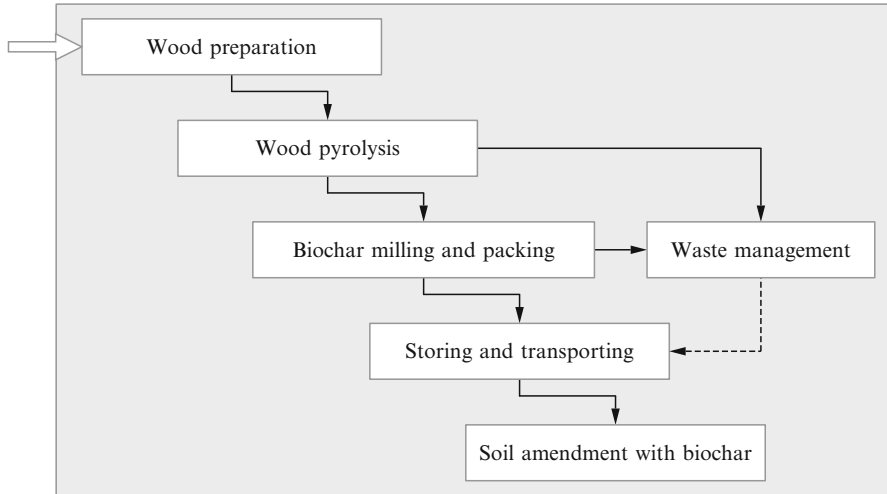 Wood preparation
Wood pyrolysis
Biochar milling and packing
Waste management
Storing and transporting
Soil amendment with biochar